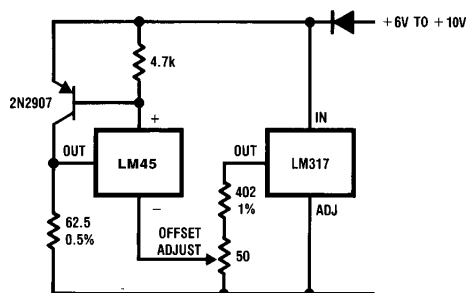 +6V TO +10V
4.7k
2N2907
+
IN
OUT
LM45
OUT
LM317
−
402
1%
ADJ
62.5
0.5%
OFFSET
ADJUST
50